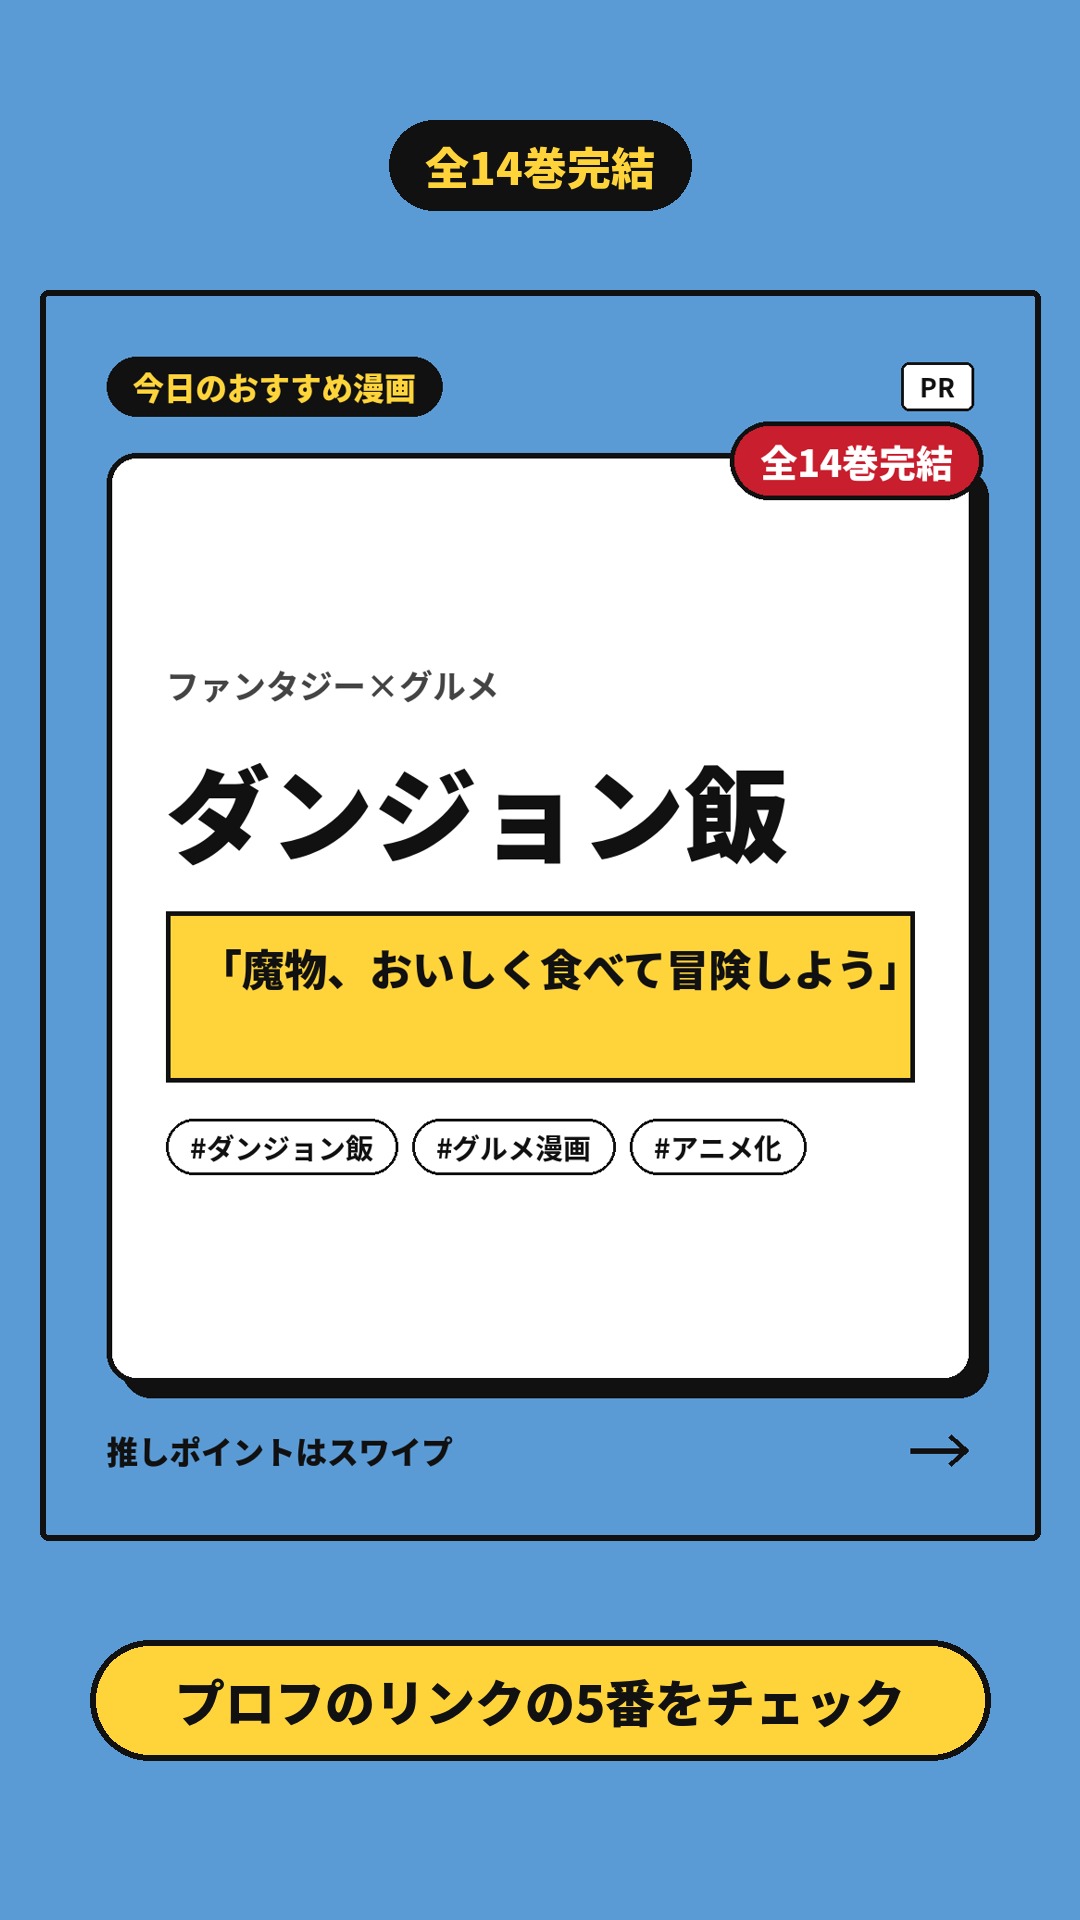 全14巻完結
今日のおすすめ漫画
PR
全14巻完結
ファンタジー×グルメ
ダンジョン飯
「魔物、おいしく食べて冒険しよう」
#ダンジョン飯 #グルメ漫画 #アニメ化
推しポイントはスワイプ →
プロフのリンクの5番をチェック